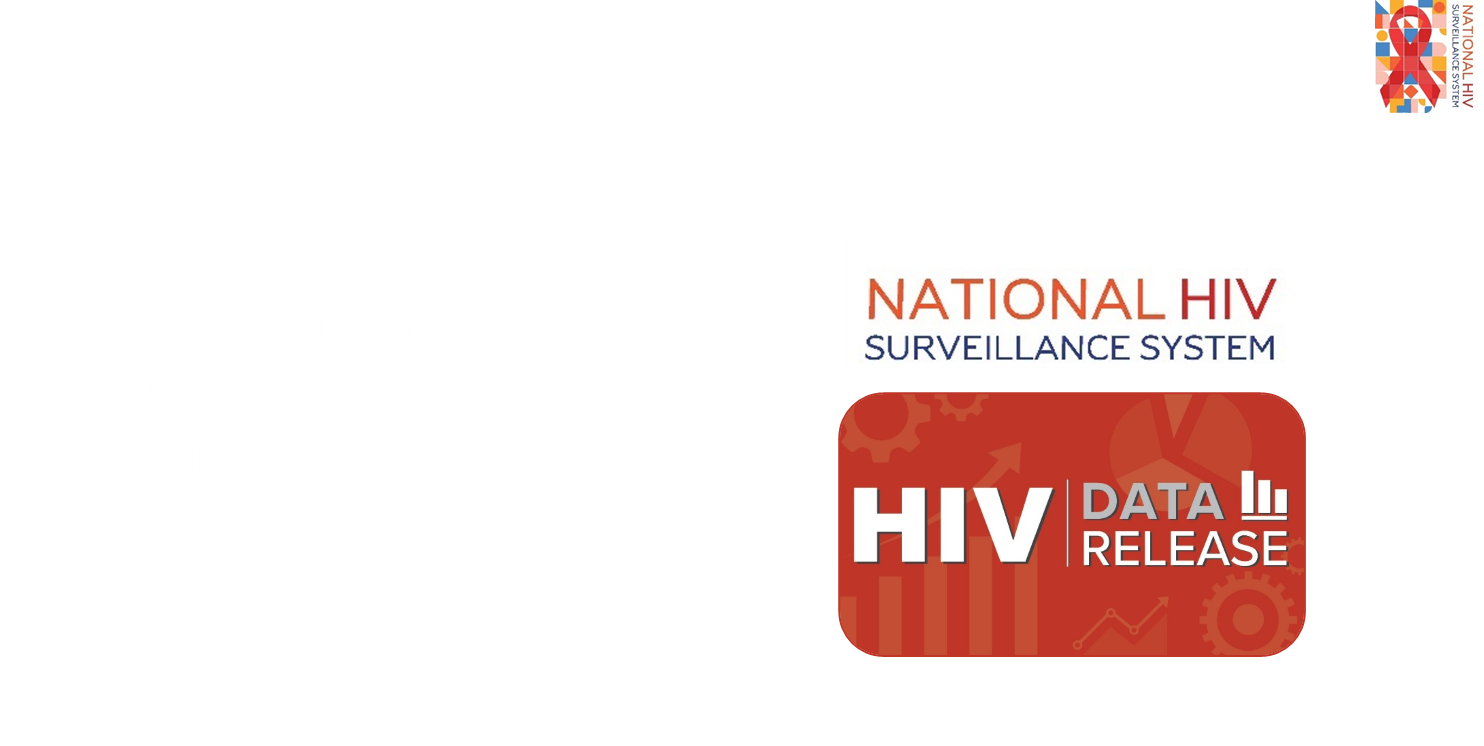 NATIONAL HIV
SURVEILLANCE SYSTEM
NATIONAL HIV
SURVEILLANCE SYSTEM
HIV
DATA
RELEASE